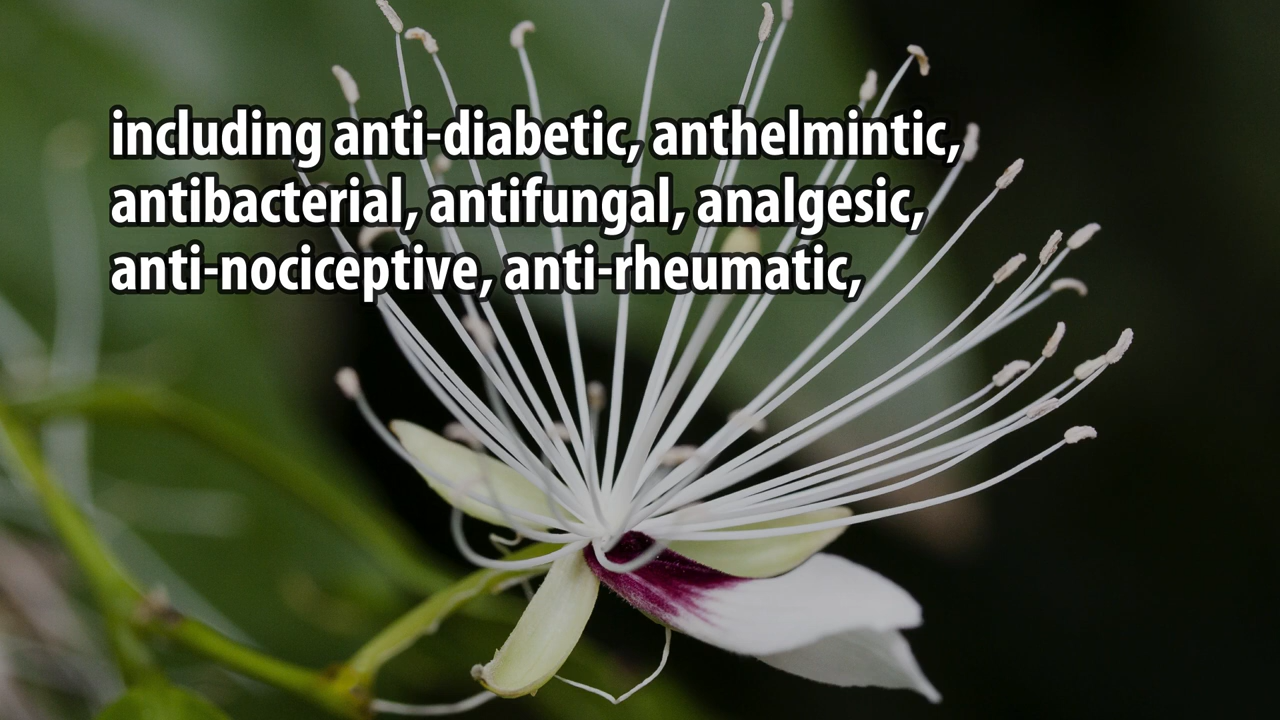 including anti-diabetic, anthelmintic,
antibacterial, antifungal, analgesic,
anti-nociceptive, anti-rheumatic,